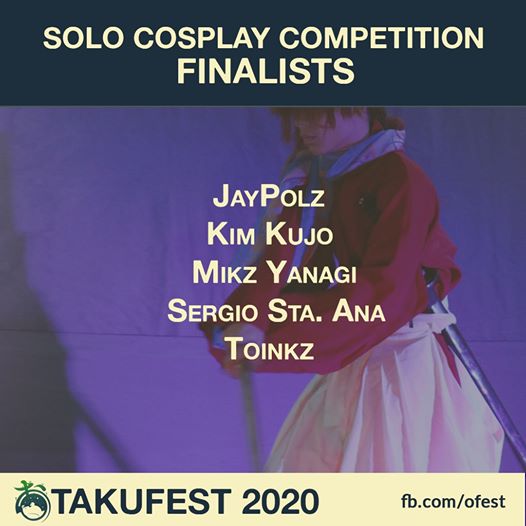 SOLO COSPLAY COMPETITION
FINALISTS
JAYPOLZ
KIM KUJO
MIKZ YANAGI
SERGIO STA. ANA
TOINKZ
OTAKUFEST 2020
fb.com/ofest